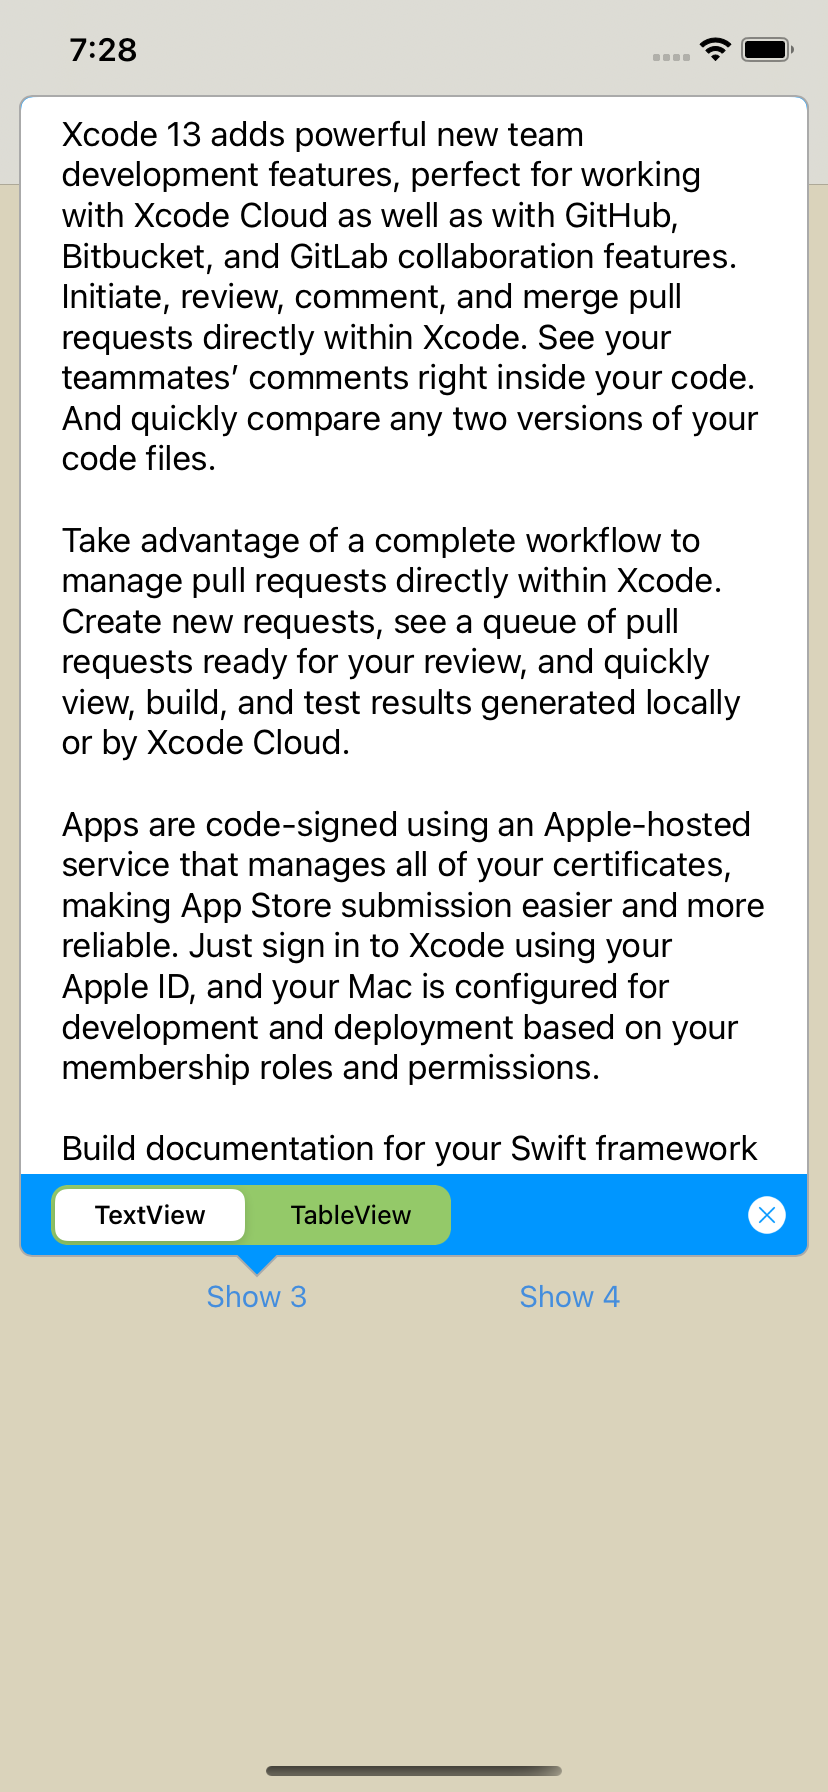 7:28
Xcode 13 adds powerful new team
development features, perfect for working
with Xcode Cloud as well as with GitHub,
Bitbucket, and GitLab collaboration features.
Initiate, review, comment, and merge pull
requests directly within Xcode. See your
teammates’ comments right inside your code.
And quickly compare any two versions of your
code files.
Take advantage of a complete workflow to
manage pull requests directly within Xcode.
Create new requests, see a queue of pull
requests ready for your review, and quickly
view, build, and test results generated locally
or by Xcode Cloud.
Apps are code-signed using an Apple-hosted
service that manages all of your certificates,
making App Store submission easier and more
reliable. Just sign in to Xcode using your
Apple ID, and your Mac is configured for
development and deployment based on your
membership roles and permissions.
Build documentation for your Swift framework
TextView TableView
Show 3 Show 4